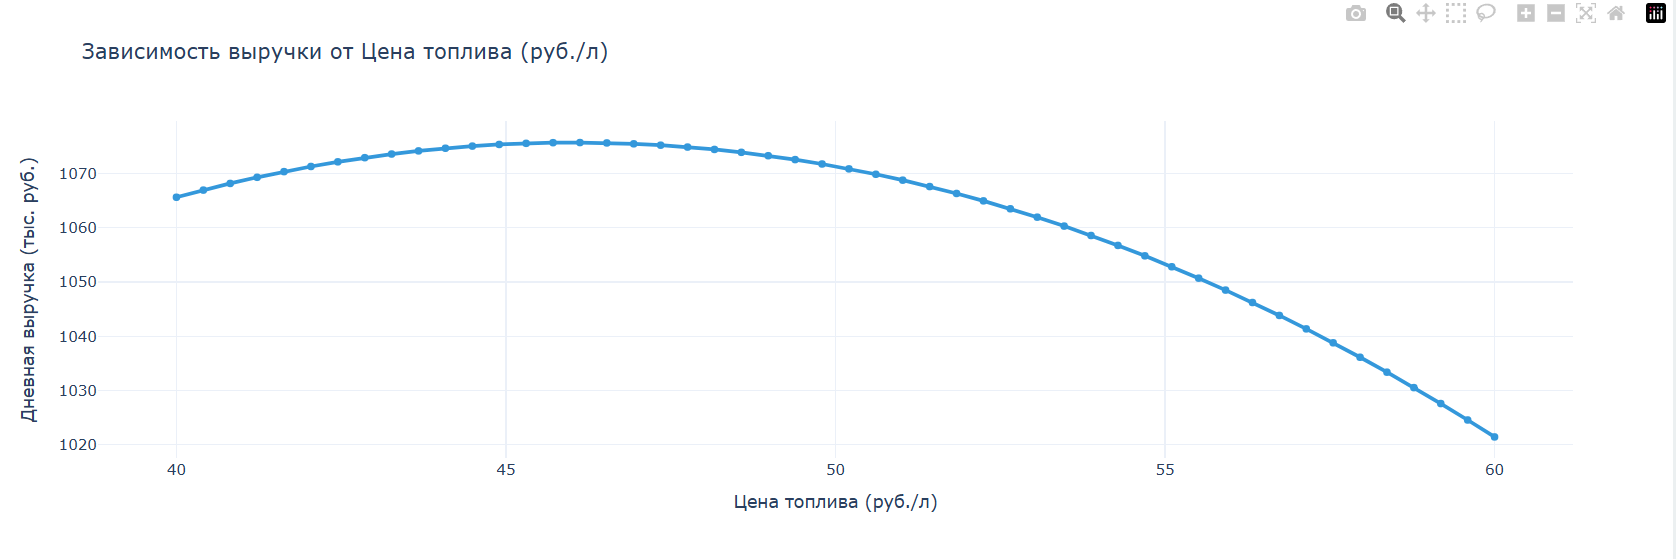 Зависимость выручки от Цена топлива (руб./л)
Дневная выручка (тыс. руб.)
1070
1060
1050
1040
1030
1020
40 45 50 55 60
Цена топлива (руб./л)